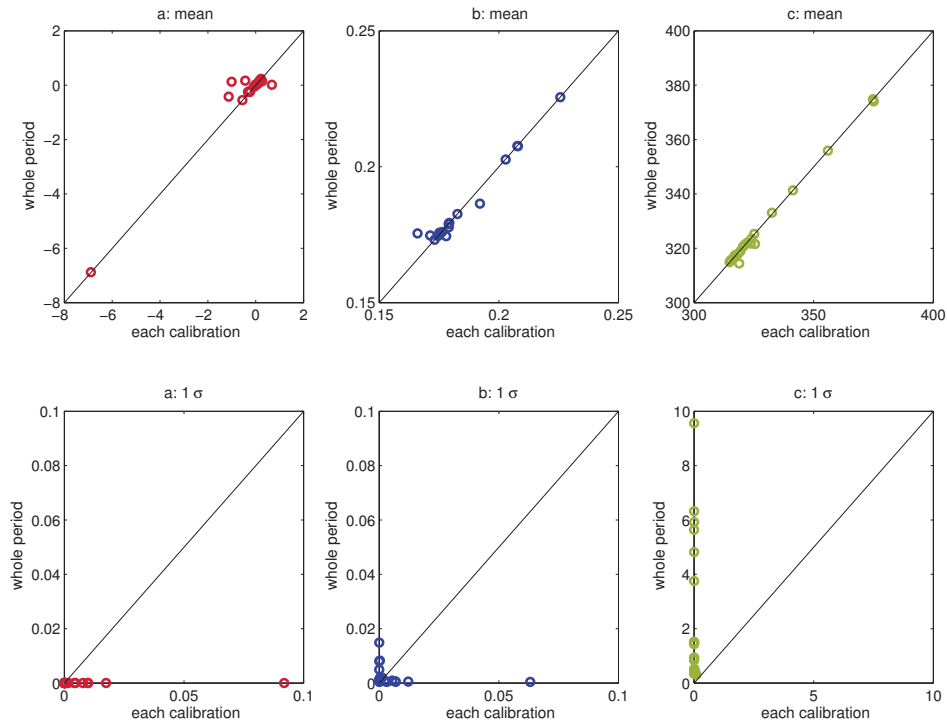 a: mean
b: mean
c: mean
2
0
−2
−4
−6
−8
whole period
−8 −6 −4 −2 0 2
each calibration
0.25
0.2
0.15
whole period
0.15 0.2 0.25
each calibration
400
380
360
340
320
300
whole period
300 350 400
each calibration
a: 1 σ
b: 1 σ
c: 1 σ
0.1
0.08
0.06
0.04
0.02
0
whole period
0 0.05 0.1
each calibration
0.1
0.08
0.06
0.04
0.02
0
whole period
0 0.05 0.1
each calibration
10
8
6
4
2
0
whole period
0 5 10
each calibration